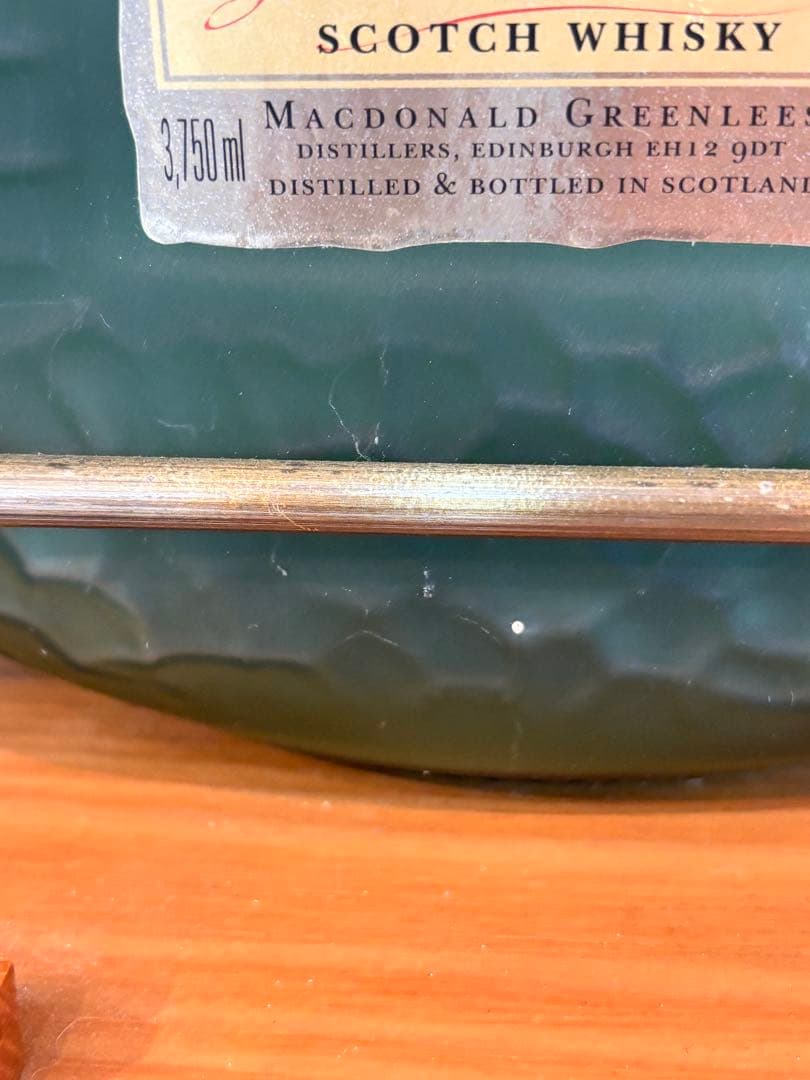 SCOTCH WHISKY
MACDONALD GREENLEES
3,750 ml
DISTILLERS, EDINBURGH EH12 9DT
DISTILLED & BOTTLED IN SCOTLAND